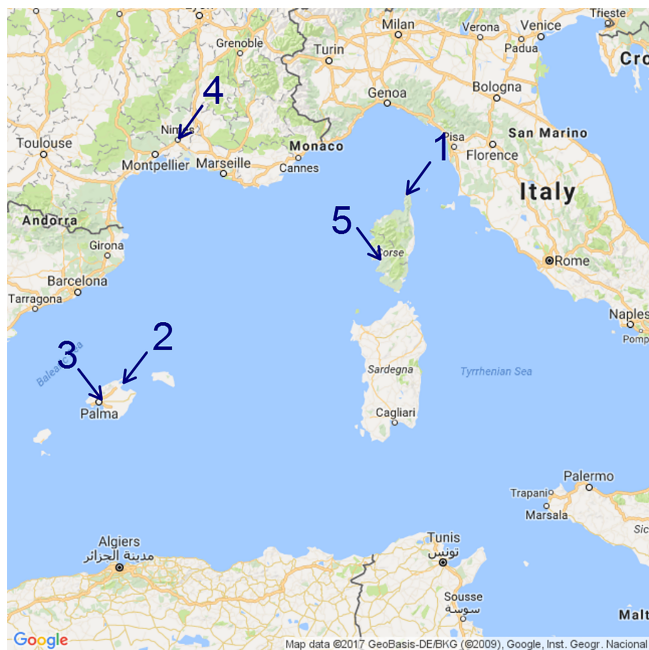 Lyon
Trieste
Grenoble
Milan
Verona
Venice
Turin
Padua
Cro
4
Genoa
Bologna
Nimes
Toulouse
Montpellier
Marseille
Monaco
Cannes
Pisa
Florence
San Marino
1
Italy
Andorra
5
Girona
Corse
Rome
Barcelona
Tarragona
Naples
2
Pomp
3
Balearic Sea
Sardegna
Tyrrhenian Sea
Palma
Cagliari
Palermo
Trapani
Marsala
Sic
Algiers
مدينة الجزائر
Tunis
تونس
Sousse
سوسة
Malt
Google
Map data ©2017 GeoBasis-DE/BKG (©2009), Google, Inst. Geogr. Nacional